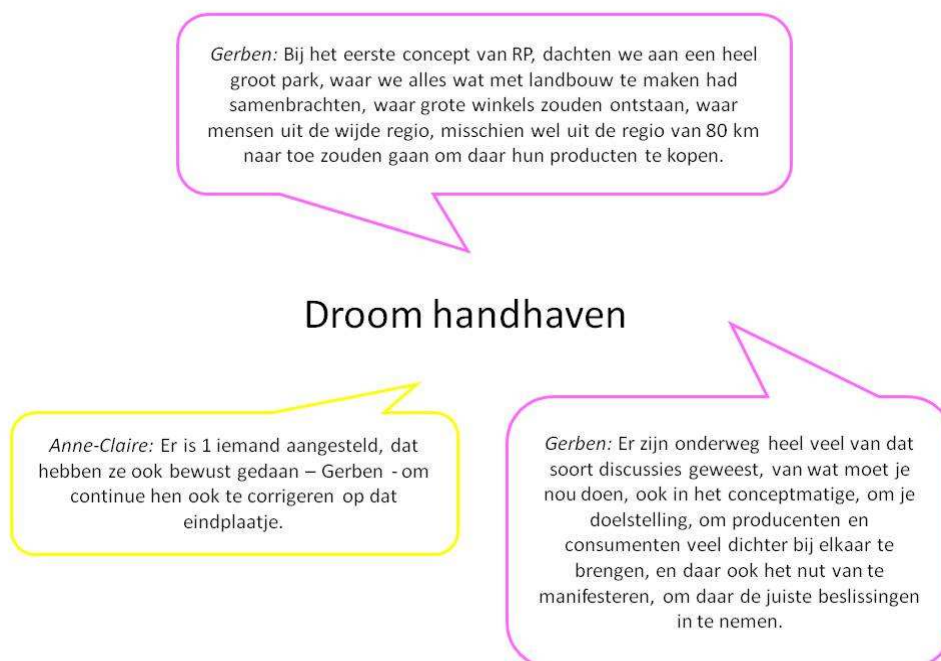 Gerben: Bij het eerste concept van RP, dachten we aan een heel
groot park, waar we alles wat met landbouw te maken had
samenbrachten, waar grote winkels zouden ontstaan, waar
mensen uit de wijde regio, misschien wel uit de regio van 80 km
naar toe zouden gaan om daar hun producten te kopen.
Droom handhaven
Anne-Claire: Er is 1 iemand aangesteld, dat
hebben ze ook bewust gedaan – Gerben - om
continue hen ook te corrigeren op dat
eindplaatje.
Gerben: Er zijn onderweg heel veel van dat
soort discussies geweest, van wat moet je
nou doen, ook in het conceptmatige, om je
doelstelling, om producenten en
consumenten veel dichter bij elkaar te
brengen, en daar ook het nut van te
manifesteren, om daar de juiste beslissingen
in te nemen.